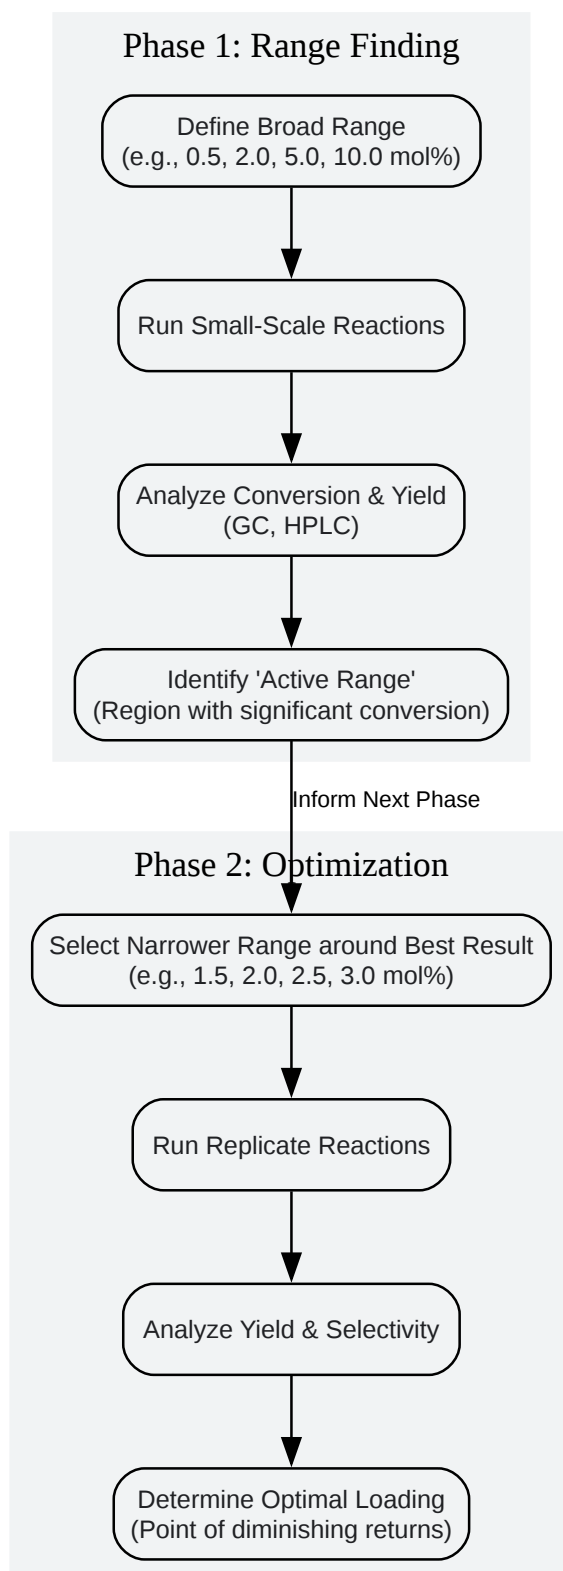 Phase 1: Range Finding
Define Broad Range
(e.g., 0.5, 2.0, 5.0, 10.0 mol%)
Run Small-Scale Reactions
Analyze Conversion & Yield
(GC, HPLC)
Identify 'Active Range'
(Region with significant conversion)
Inform Next Phase
Phase 2: Optimization
Select Narrower Range around Best Result
(e.g., 1.5, 2.0, 2.5, 3.0 mol%)
Run Replicate Reactions
Analyze Yield & Selectivity
Determine Optimal Loading
(Point of diminishing returns)